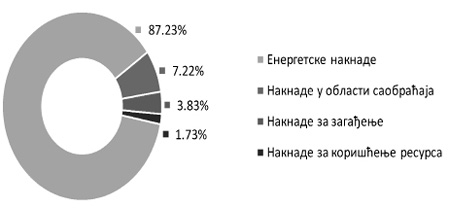 87.23%
7.22%
3.83%
1.73%
Енергетске накнаде
Накнаде у области саобраћаја
Накнаде за загађење
Накнаде за коришћење ресурса